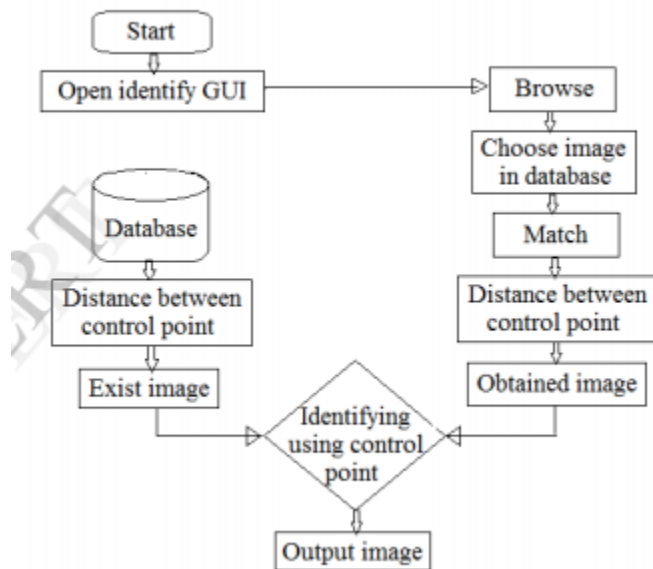 Start
Open identify GUI
Browse
Choose image
in database
Match
Distance between
control point
Obtained image
Database
Distance between
control point
Exist image
Identifying
using control
point
Output image